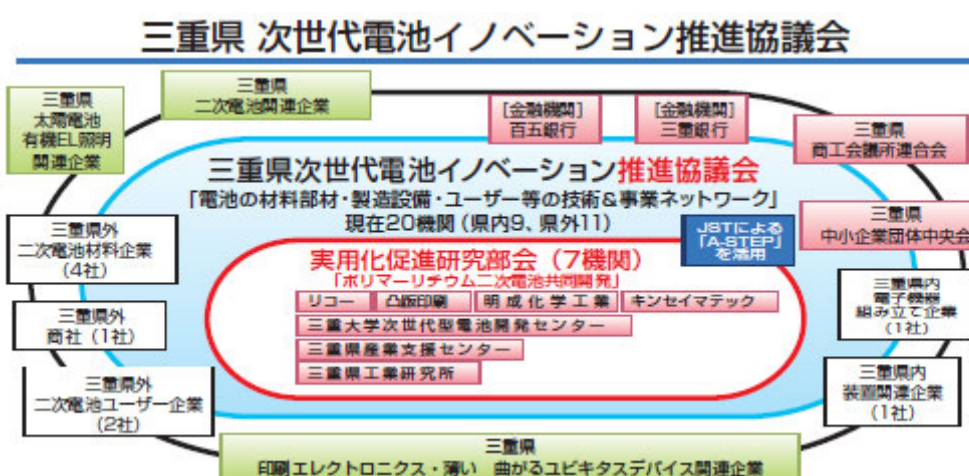 三重県 次世代電池イノベーション推進協議会
三重県
太陽電池
有機EL照明
関連企業
三重県
二次電池関連企業
[金融機関]
百五銀行
[金融機関]
三重銀行
三重県
商工会議所連合会
三重県次世代電池イノベーション推進協議会
「電池の材料部材・製造設備・ユーザー等の技術&事業ネットワーク」
現在20機関(県内9、県外11)
JSTによる
「A-STEP」
を活用
三重県
中小企業団体中央会
三重県外
二次電池材料企業
(4社)
実用化促進研究部会(7機関)
「ポリマーリチウム二次電池共同開発」
リコー 凸版印刷 明成化学工業 キンセイマテック
三重大学次世代型電池開発センター
三重県産業支援センター
三重県工業研究所
三重県外
商社(1社)
三重県内
電子機器
組み立て企業
(1社)
三重県外
二次電池ユーザー企業
(2社)
三重県内
装置関連企業
(1社)
三重県
印刷エレクトロニクス・薄い 曲がるユビキタスデバイス関連企業